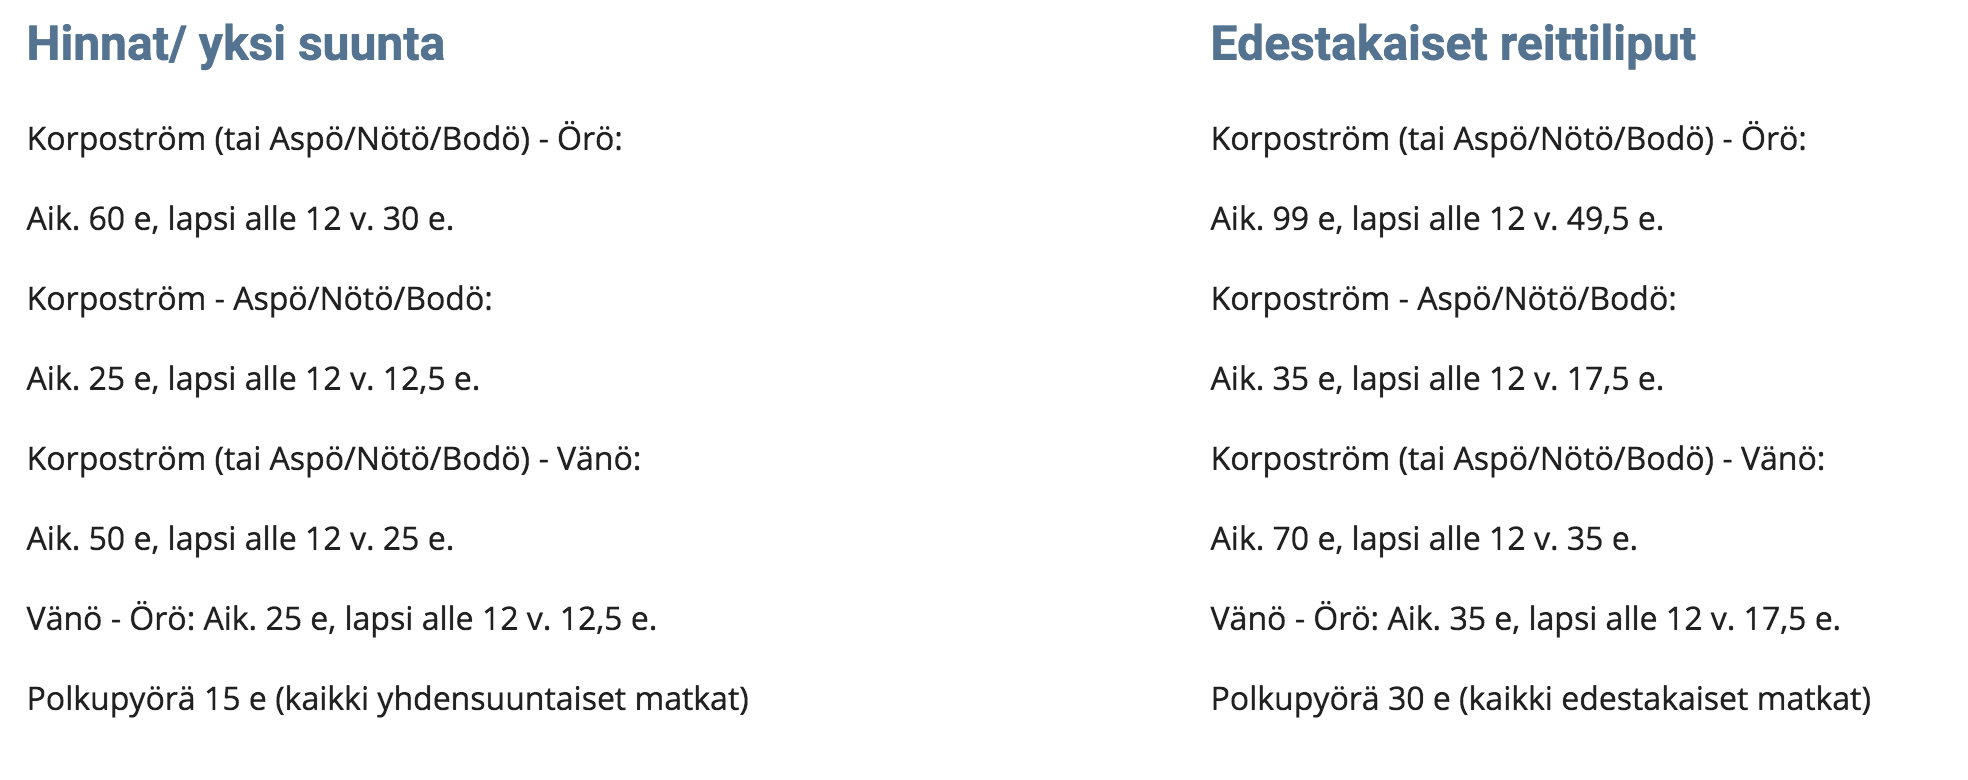 Hinnat/ yksi suunta
Korpoström (tai Aspö/Nötö/Bodö) - Örö:
Aik. 60 e, lapsi alle 12 v. 30 e.
Korpoström - Aspö/Nötö/Bodö:
Aik. 25 e, lapsi alle 12 v. 12,5 e.
Korpoström (tai Aspö/Nötö/Bodö) - Vänö:
Aik. 50 e, lapsi alle 12 v. 25 e.
Vänö - Örö: Aik. 25 e, lapsi alle 12 v. 12,5 e.
Polkupyörä 15 e (kaikki yhdensuuntaiset matkat)
Edestakaiset reittiliput
Korpoström (tai Aspö/Nötö/Bodö) - Örö:
Aik. 99 e, lapsi alle 12 v. 49,5 e.
Korpoström - Aspö/Nötö/Bodö:
Aik. 35 e, lapsi alle 12 v. 17,5 e.
Korpoström (tai Aspö/Nötö/Bodö) - Vänö:
Aik. 70 e, lapsi alle 12 v. 35 e.
Vänö - Örö: Aik. 35 e, lapsi alle 12 v. 17,5 e.
Polkupyörä 30 e (kaikki edestakaiset matkat)